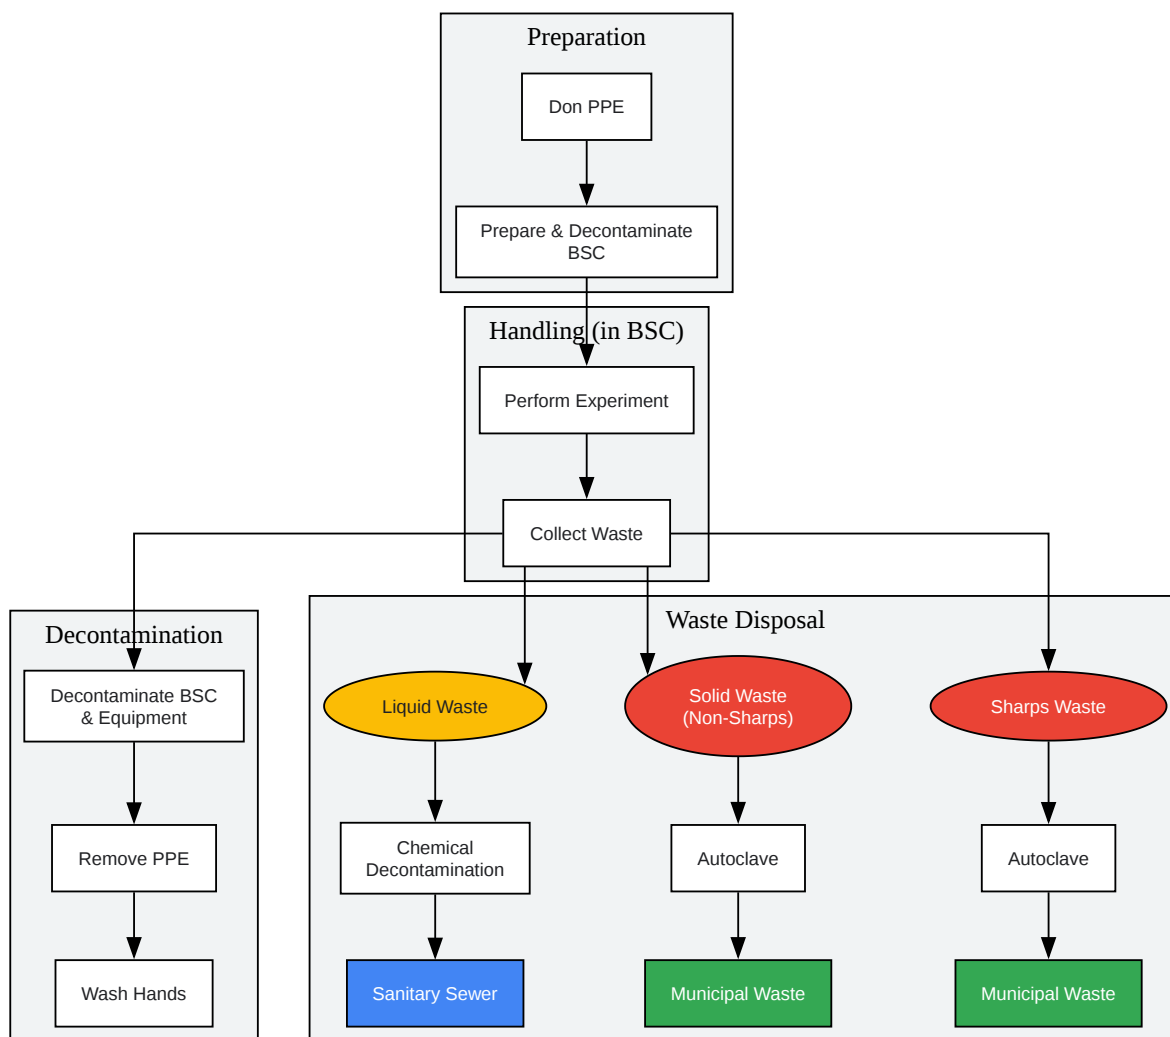 Preparation
Don PPE
Prepare & Decontaminate
BSC
Handling (in BSC)
Perform Experiment
Collect Waste
Decontamination
Decontaminate BSC
& Equipment
Remove PPE
Wash Hands
Waste Disposal
Liquid Waste
Chemical
Decontamination
Sanitary Sewer
Solid Waste
(Non-Sharps)
Autoclave
Municipal Waste
Sharps Waste
Autoclave
Municipal Waste